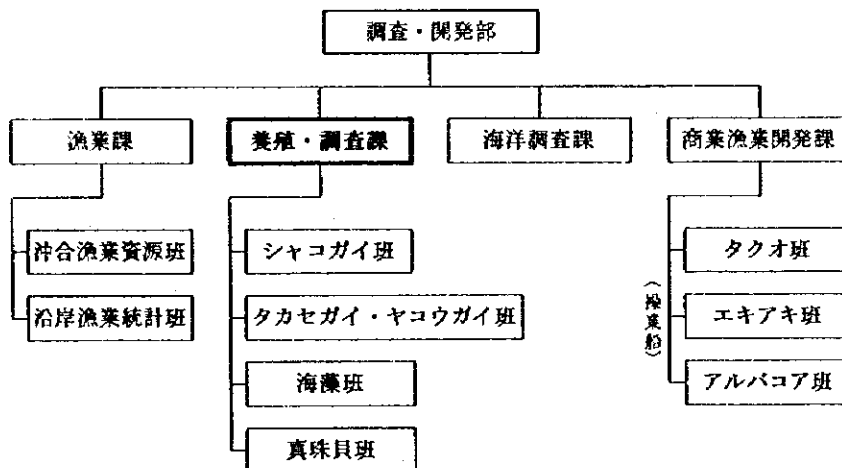 調査・開発部
漁業課
養殖・調査課
海洋調査課
商業漁業開発課
沖合漁業資源班
沿岸漁業統計班
シャコガイ班
タカセガイ・ヤコウガイ班
海藻班
真珠貝班
(操業船)
タクオ班
エキアキ班
アルバコア班